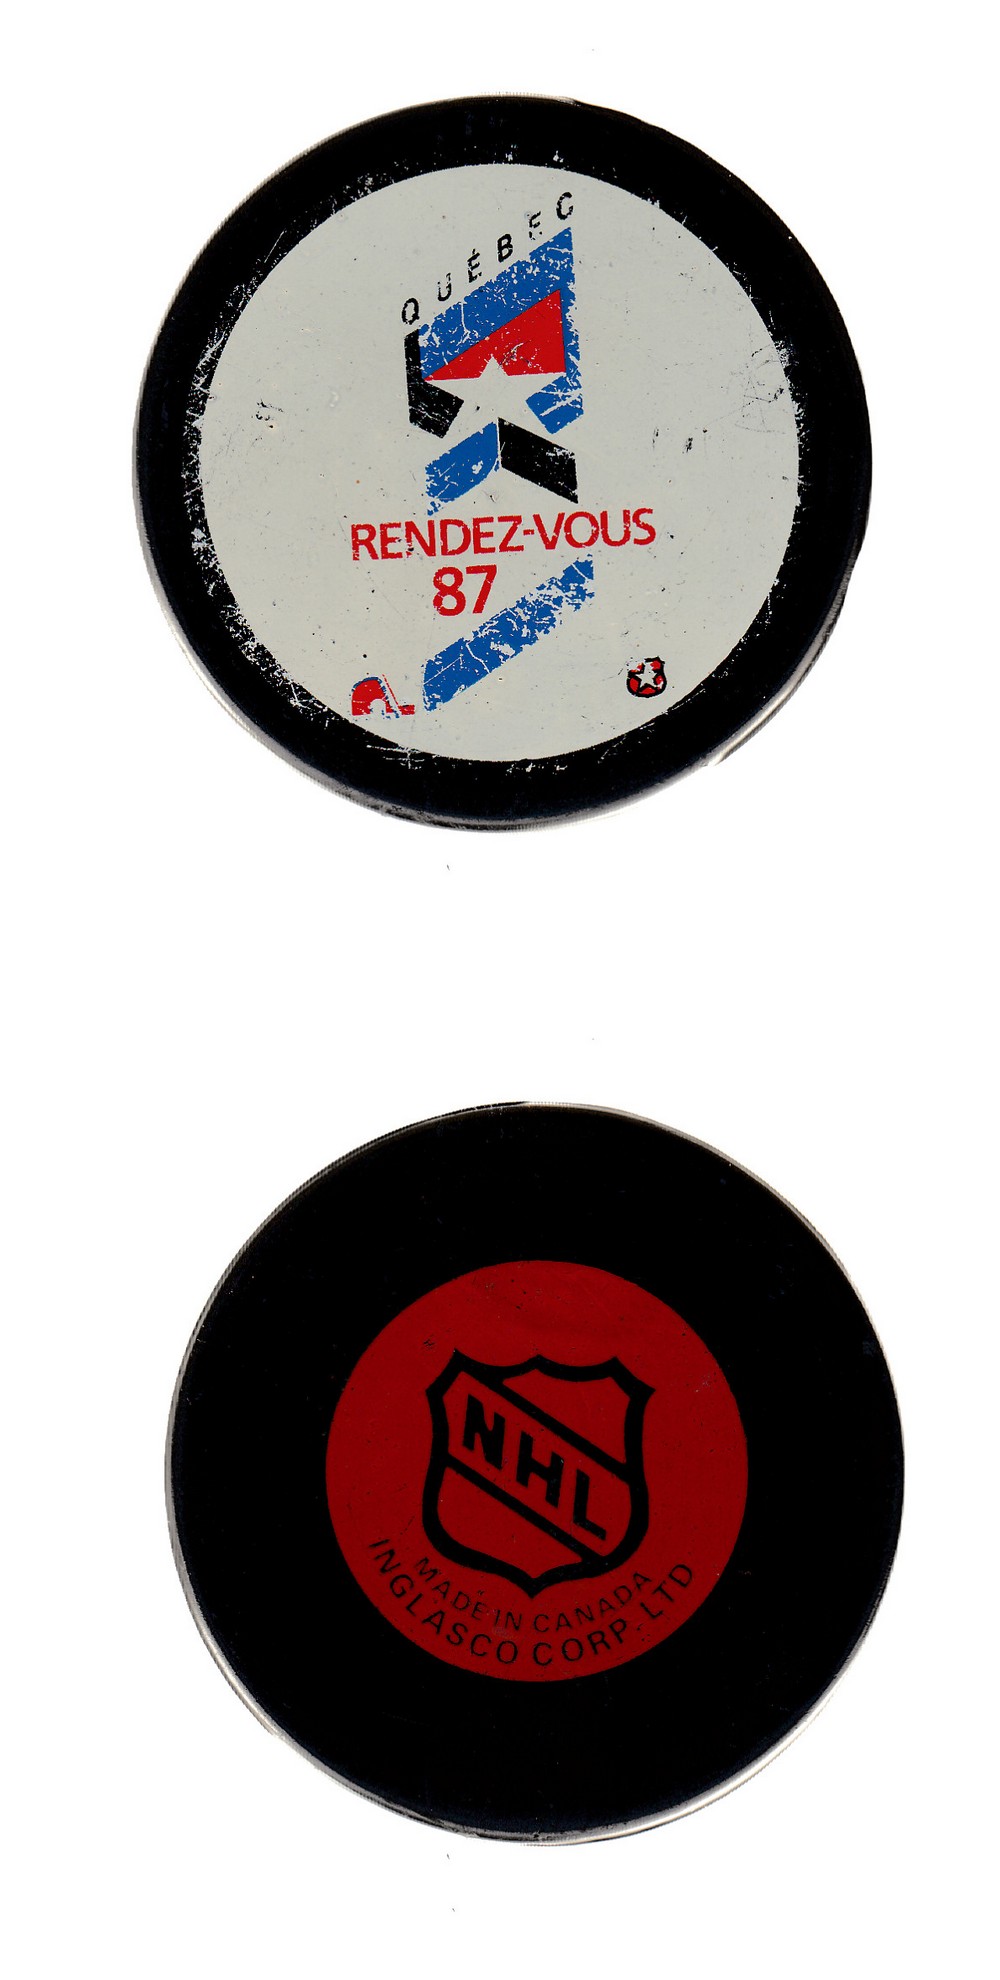 QUÉBEC
RENDEZ-VOUS
87
NHL
MADE IN CANADA
INGLASCO CORP. LTD